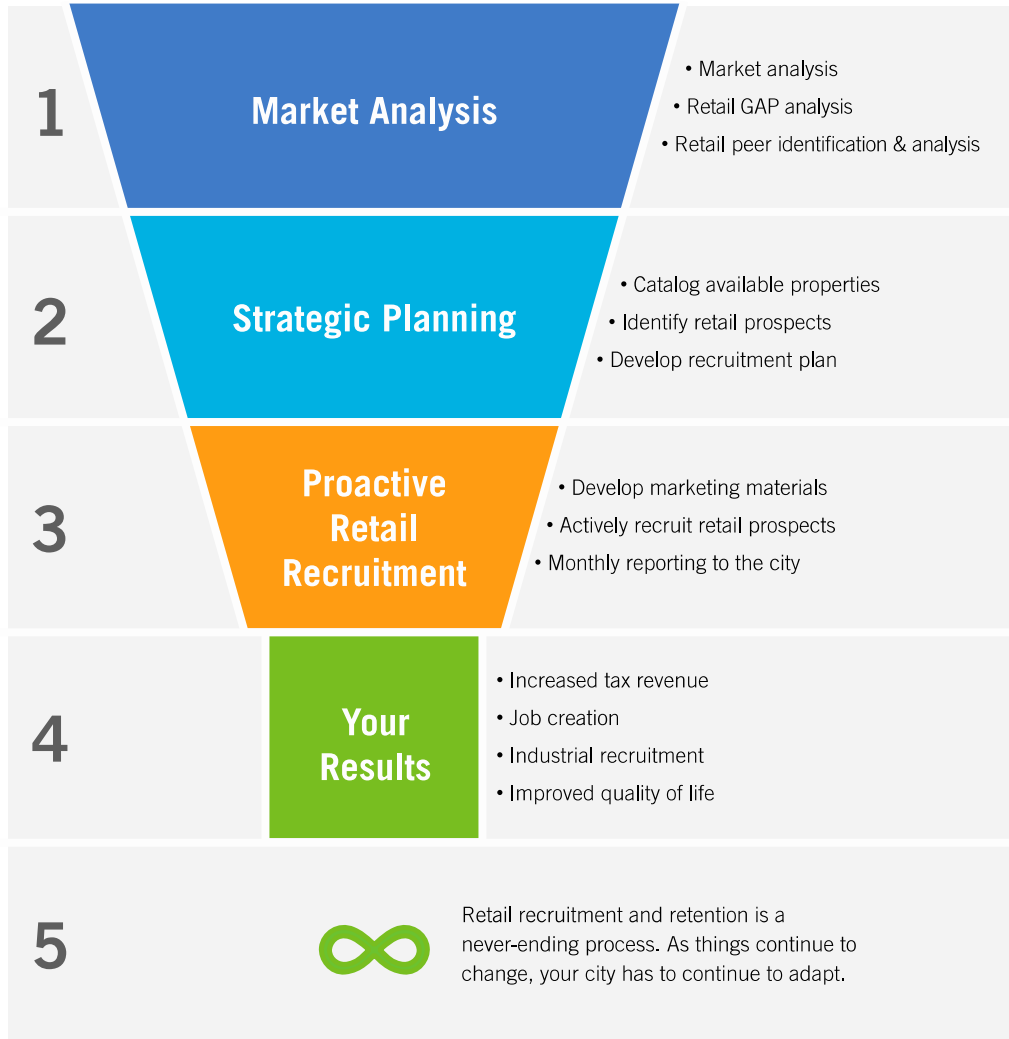 1
Market Analysis
• Market analysis
• Retail GAP analysis
• Retail peer identification & analysis
2
Strategic Planning
• Catalog available properties
• Identify retail prospects
• Develop recruitment plan
3
Proactive
Retail
Recruitment
• Develop marketing materials
• Actively recruit retail prospects
• Monthly reporting to the city
4
Your
Results
• Increased tax revenue
• Job creation
• Industrial recruitment
• Improved quality of life
5
Retail recruitment and retention is a
never-ending process. As things continue to
change, your city has to continue to adapt.